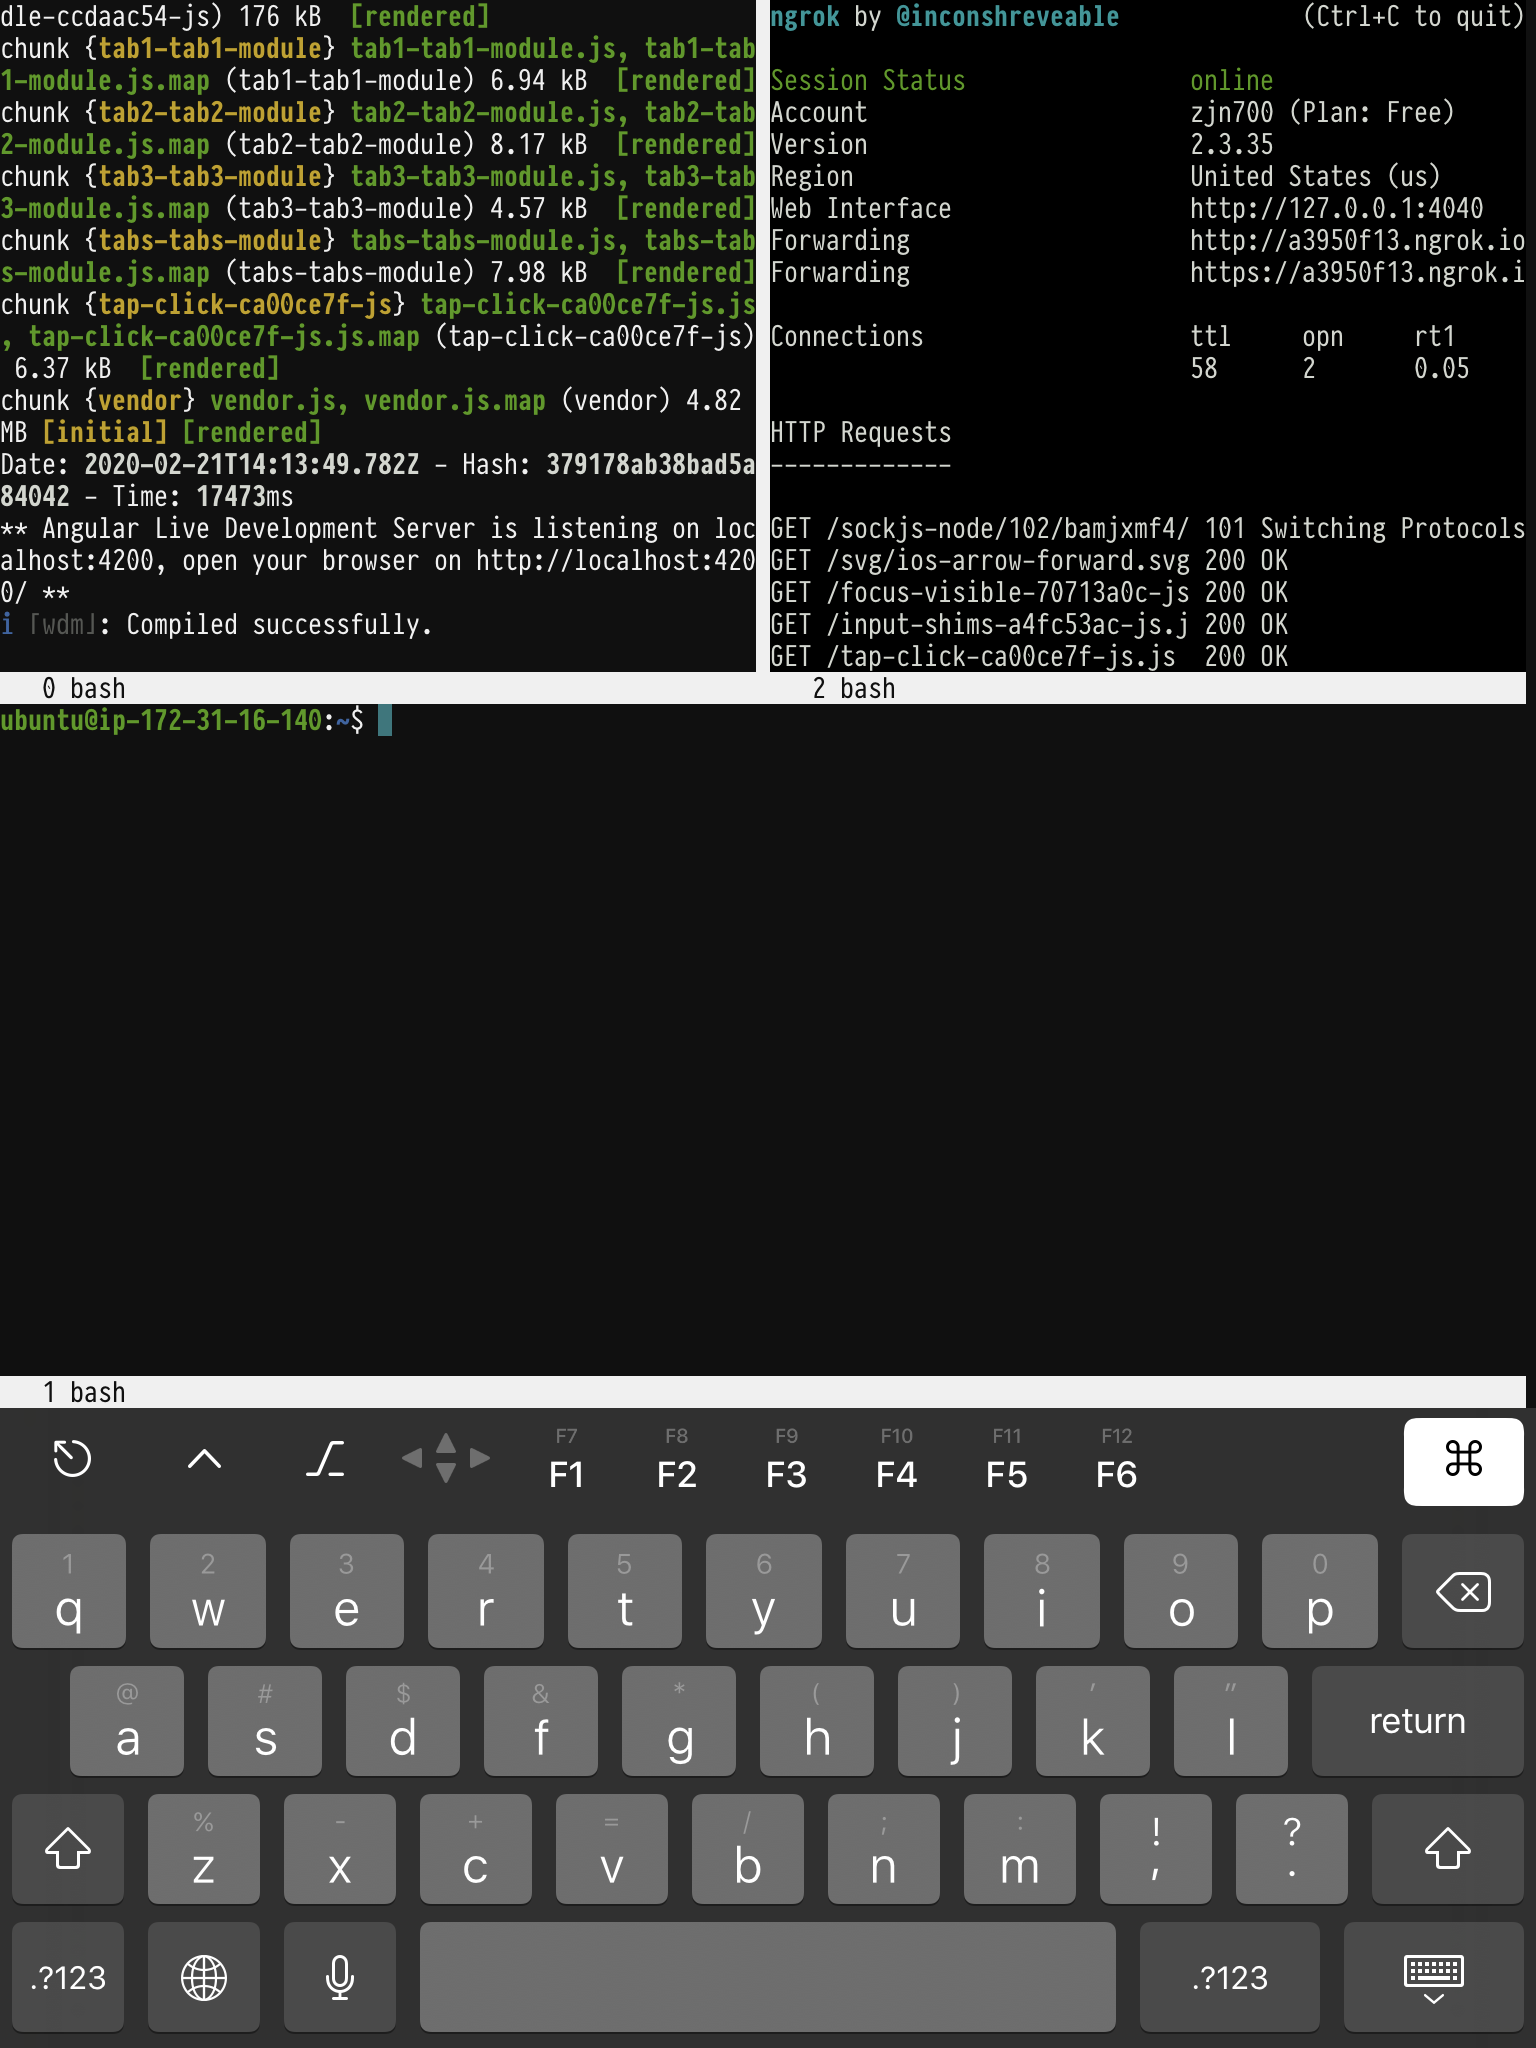 dle-ccdaac54-js) 176 kB  [rendered]
chunk {tab1-tab1-module} tab1-tab1-module.js, tab1-tab
1-module.js.map (tab1-tab1-module) 6.94 kB  [rendered]
chunk {tab2-tab2-module} tab2-tab2-module.js, tab2-tab
2-module.js.map (tab2-tab2-module) 8.17 kB  [rendered]
chunk {tab3-tab3-module} tab3-tab3-module.js, tab3-tab
3-module.js.map (tab3-tab3-module) 4.57 kB  [rendered]
chunk {tabs-tabs-module} tabs-tabs-module.js, tabs-tab
s-module.js.map (tabs-tabs-module) 7.98 kB  [rendered]
chunk {tap-click-ca00ce7f-js} tap-click-ca00ce7f-js.js
, tap-click-ca00ce7f-js.js.map (tap-click-ca00ce7f-js)
 6.37 kB  [rendered]
chunk {vendor} vendor.js, vendor.js.map (vendor) 4.82
MB [initial] [rendered]
Date: 2020-02-21T14:13:49.782Z - Hash: 379178ab38bad5a
84042 - Time: 17473ms
** Angular Live Development Server is listening on loc
alhost:4200, open your browser on http://localhost:420
0/ **
i ｢wdm｣: Compiled successfully.
0 bash
ngrok by @inconshreveable (Ctrl+C to quit)
Session Status online
Account zjn700 (Plan: Free)
Version 2.3.35
Region United States (us)
Web Interface http://127.0.0.1:4040
Forwarding http://a3950f13.ngrok.io
Forwarding https://a3950f13.ngrok.i
Connections ttl opn rt1
58 2 0.05
HTTP Requests
-------------
GET /sockjs-node/102/bamjxmf4/ 101 Switching Protocols
GET /svg/ios-arrow-forward.svg 200 OK
GET /focus-visible-70713a0c-js 200 OK
GET /input-shims-a4fc53ac-js.j 200 OK
GET /tap-click-ca00ce7f-js.js  200 OK
2 bash
ubuntu@ip-172-31-16-140:~$
1 bash
F7 F8 F9 F10 F11 F12
F1 F2 F3 F4 F5 F6
⌘
1 2 3 4 5 6 7 8 9 0
q w e r t y u i o p
@ # $ & * ( ) ' "
a s d f g h j k l return
% - + = / ; : ! ?
z x c v b n m , .
.?123 .?123